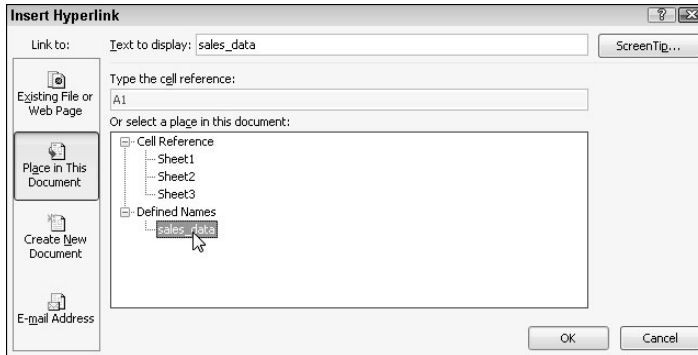 Insert Hyperlink
?
Link to:
Text to display:
sales_data
ScreenTip...
Existing File or
Web Page
Place in This
Document
Create New
Document
E-mail Address
Type the cell reference:
A1
Or select a place in this document:
Cell Reference
Sheet1
Sheet2
Sheet3
Defined Names
sales_data
OK
Cancel